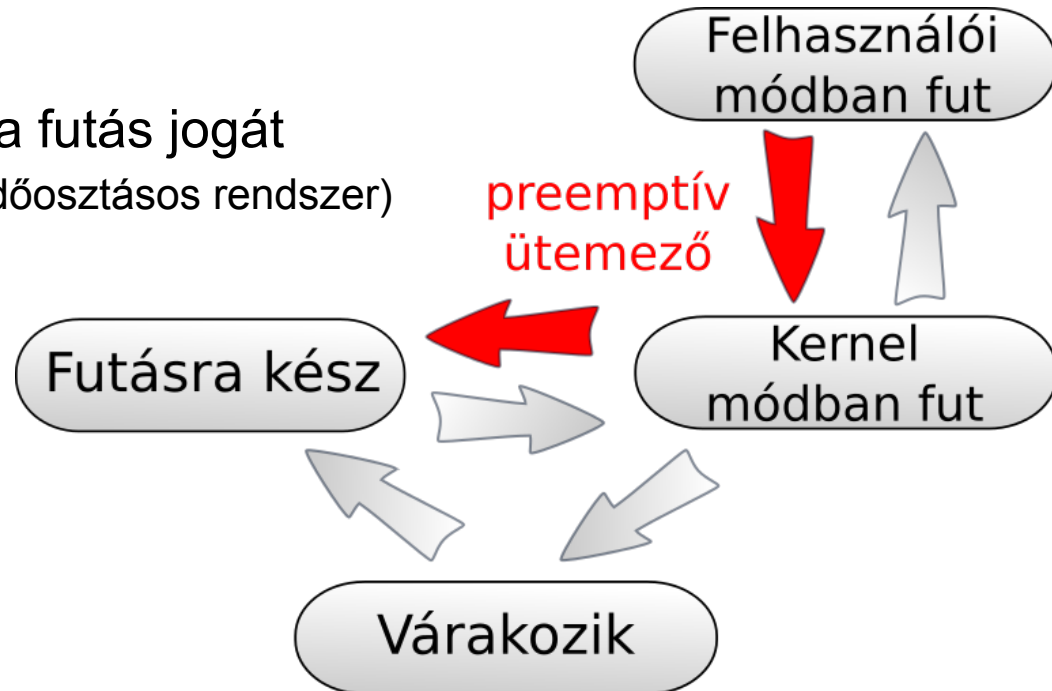 Felhasználói
módban fut
a futás jogát
dőosztásos rendszer)
preemptív
ütemező
Futásra kész
Kernel
módban fut
Várakozik